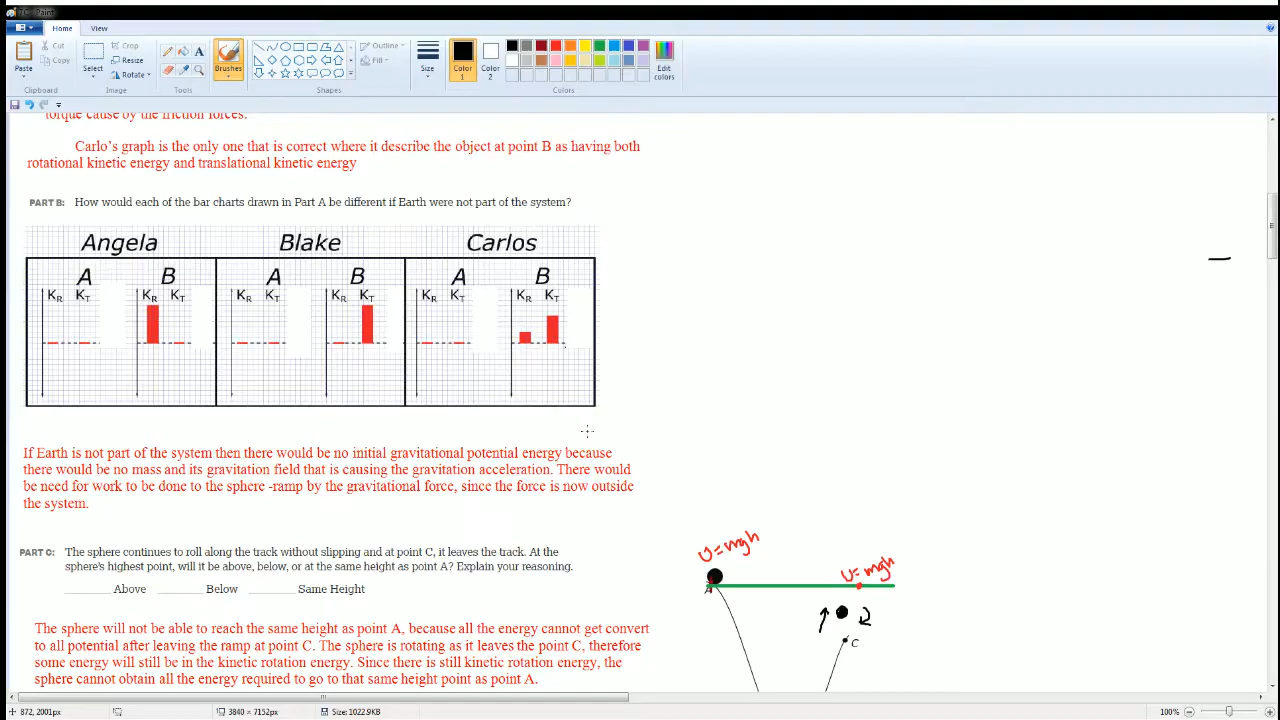 Paint
Home
View
Cut
Copy
Paste
Clipboard
Crop
Resize
Rotate
Select
Image
Tools
Brushes
Outline
Fill
Shapes
Size
Color 1
Color 2
Edit colors
Colors
torque cause by the friction forces.
Carlo's graph is the only one that is correct where it describe the object at point B as having both
rotational kinetic energy and translational kinetic energy
PART B: How would each of the bar charts drawn in Part A be different if Earth were not part of the system?
Angela Blake Carlos
A B A B A B
KR KT KR KT KR KT KR KT KR KT KR KT
If Earth is not part of the system then there would be no initial gravitational potential energy because
there would be no mass and its gravitation field that is causing the gravitation acceleration. There would
be need for work to be done to the sphere -ramp by the gravitational force, since the force is now outside
the system.
PART C: The sphere continues to roll along the track without slipping and at point C, it leaves the track. At the
sphere's highest point, will it be above, below, or at the same height as point A? Explain your reasoning.
________ Above ________ Below ________ Same Height
The sphere will not be able to reach the same height as point A, because all the energy cannot get convert
to all potential after leaving the ramp at point C. The sphere is rotating as it leaves the point C, therefore
some energy will still be in the kinetic rotation energy. Since there is still kinetic rotation energy, the
sphere cannot obtain all the energy required to go to that same height point as point A.
U=mgh
U=mgh
A
C
872, 2001px
3840 × 7152px
Size: 1022.9KB
100%